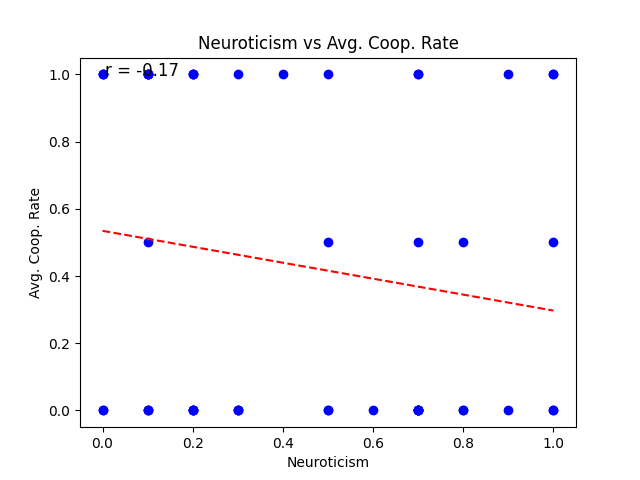 Neuroticism vs Avg. Coop. Rate
r = -0.17
1.0
0.8
0.6
0.4
0.2
0.0
Avg. Coop. Rate
0.0 0.2 0.4 0.6 0.8 1.0
Neuroticism